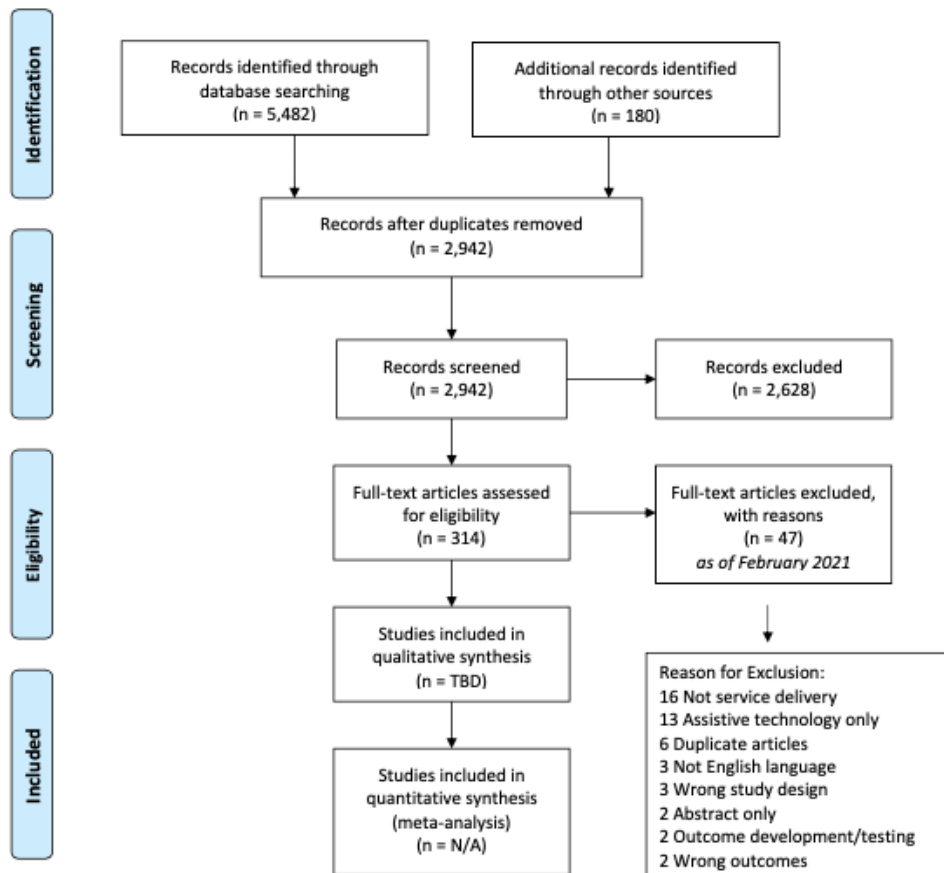 Identification
Records identified through
database searching
(n = 5,482)
Additional records identified
through other sources
(n = 180)
Records after duplicates removed
(n = 2,942)
Screening
Records screened
(n = 2,942)
Records excluded
(n = 2,628)
Eligibility
Full-text articles assessed
for eligibility
(n = 314)
Full-text articles excluded,
with reasons
(n = 47)
as of February 2021
Studies included in
qualitative synthesis
(n = TBD)
Reason for Exclusion:
16 Not service delivery
13 Assistive technology only
6 Duplicate articles
3 Not English language
3 Wrong study design
2 Abstract only
2 Outcome development/testing
2 Wrong outcomes
Included
Studies included in
quantitative synthesis
(meta-analysis)
(n = N/A)